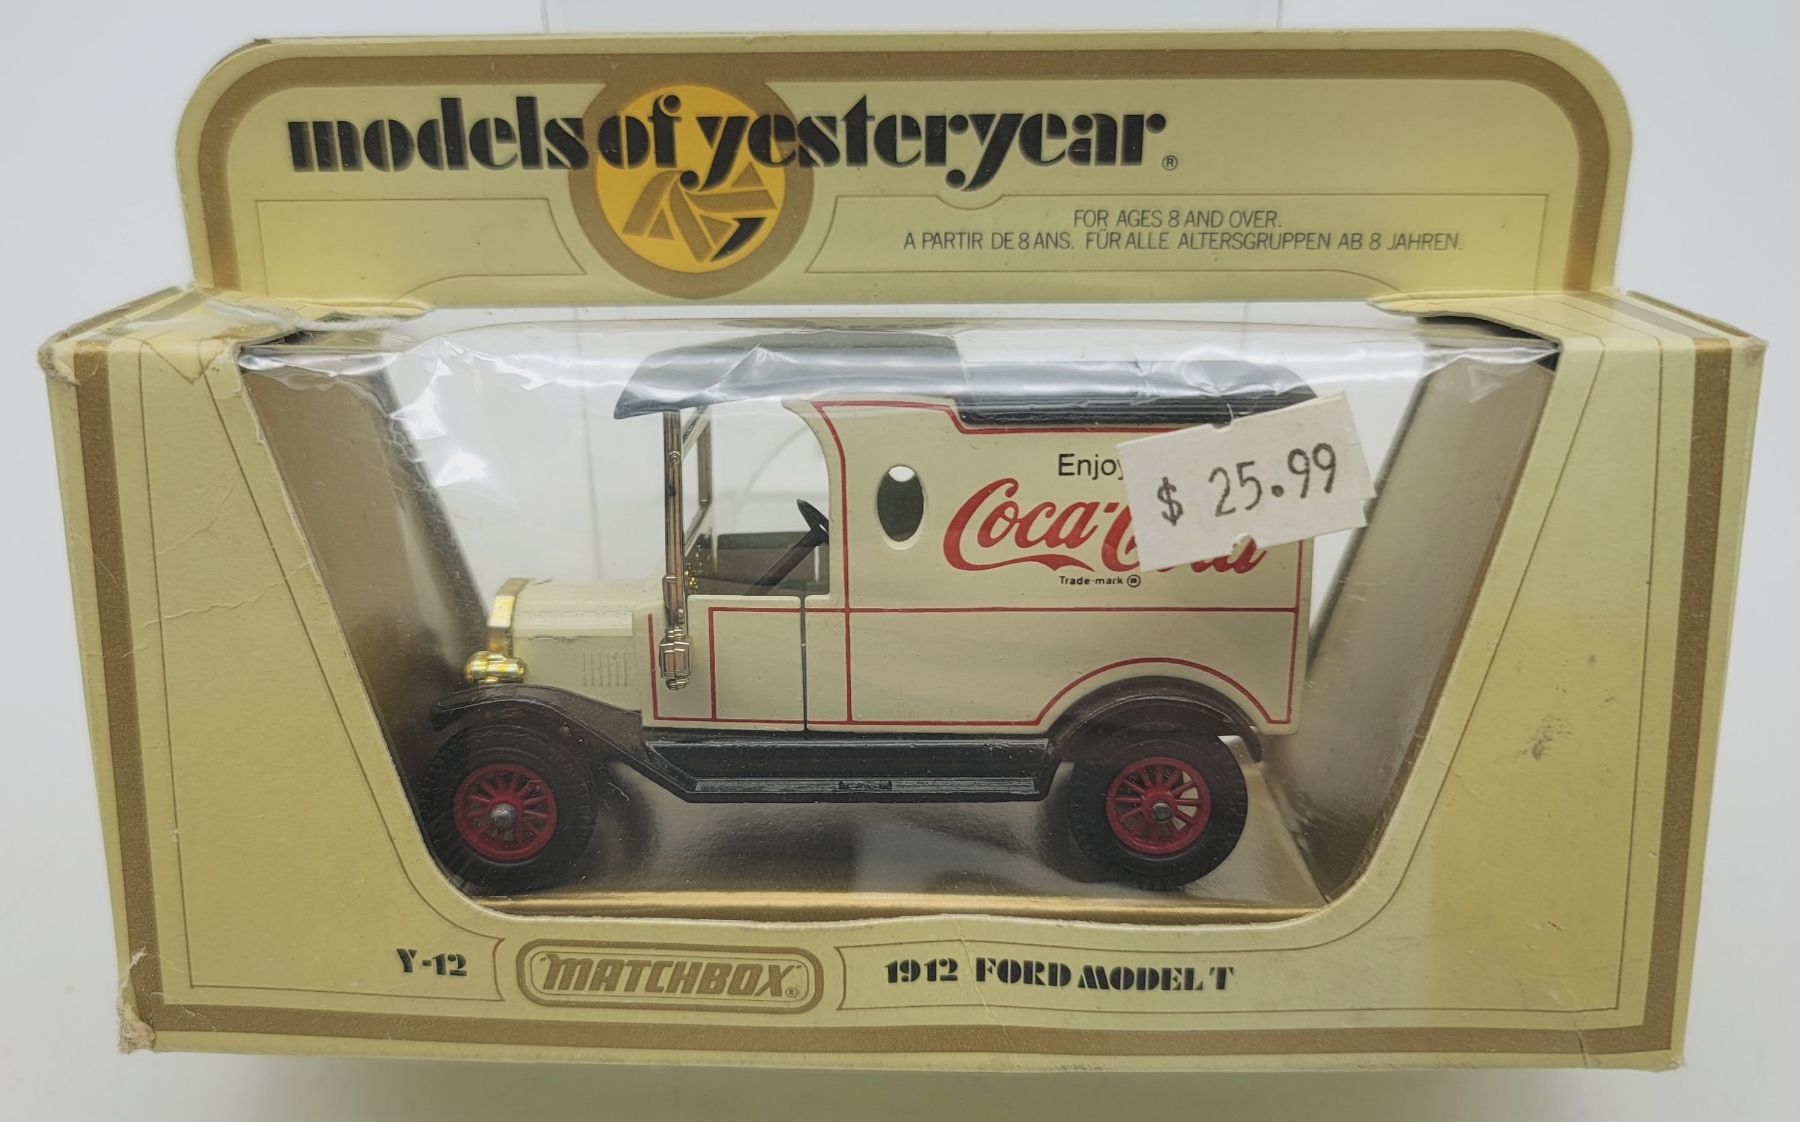 models of yesteryear®
FOR AGES 8 AND OVER.
A PARTIR DE 8 ANS. FÜR ALLE ALTERSGRUPPEN AB 8 JAHREN.
Enjoy
Coca-Cola
$ 25.99
Trade-mark ®
Y-12
"MATCHBOX"®
1912 FORD MODEL T